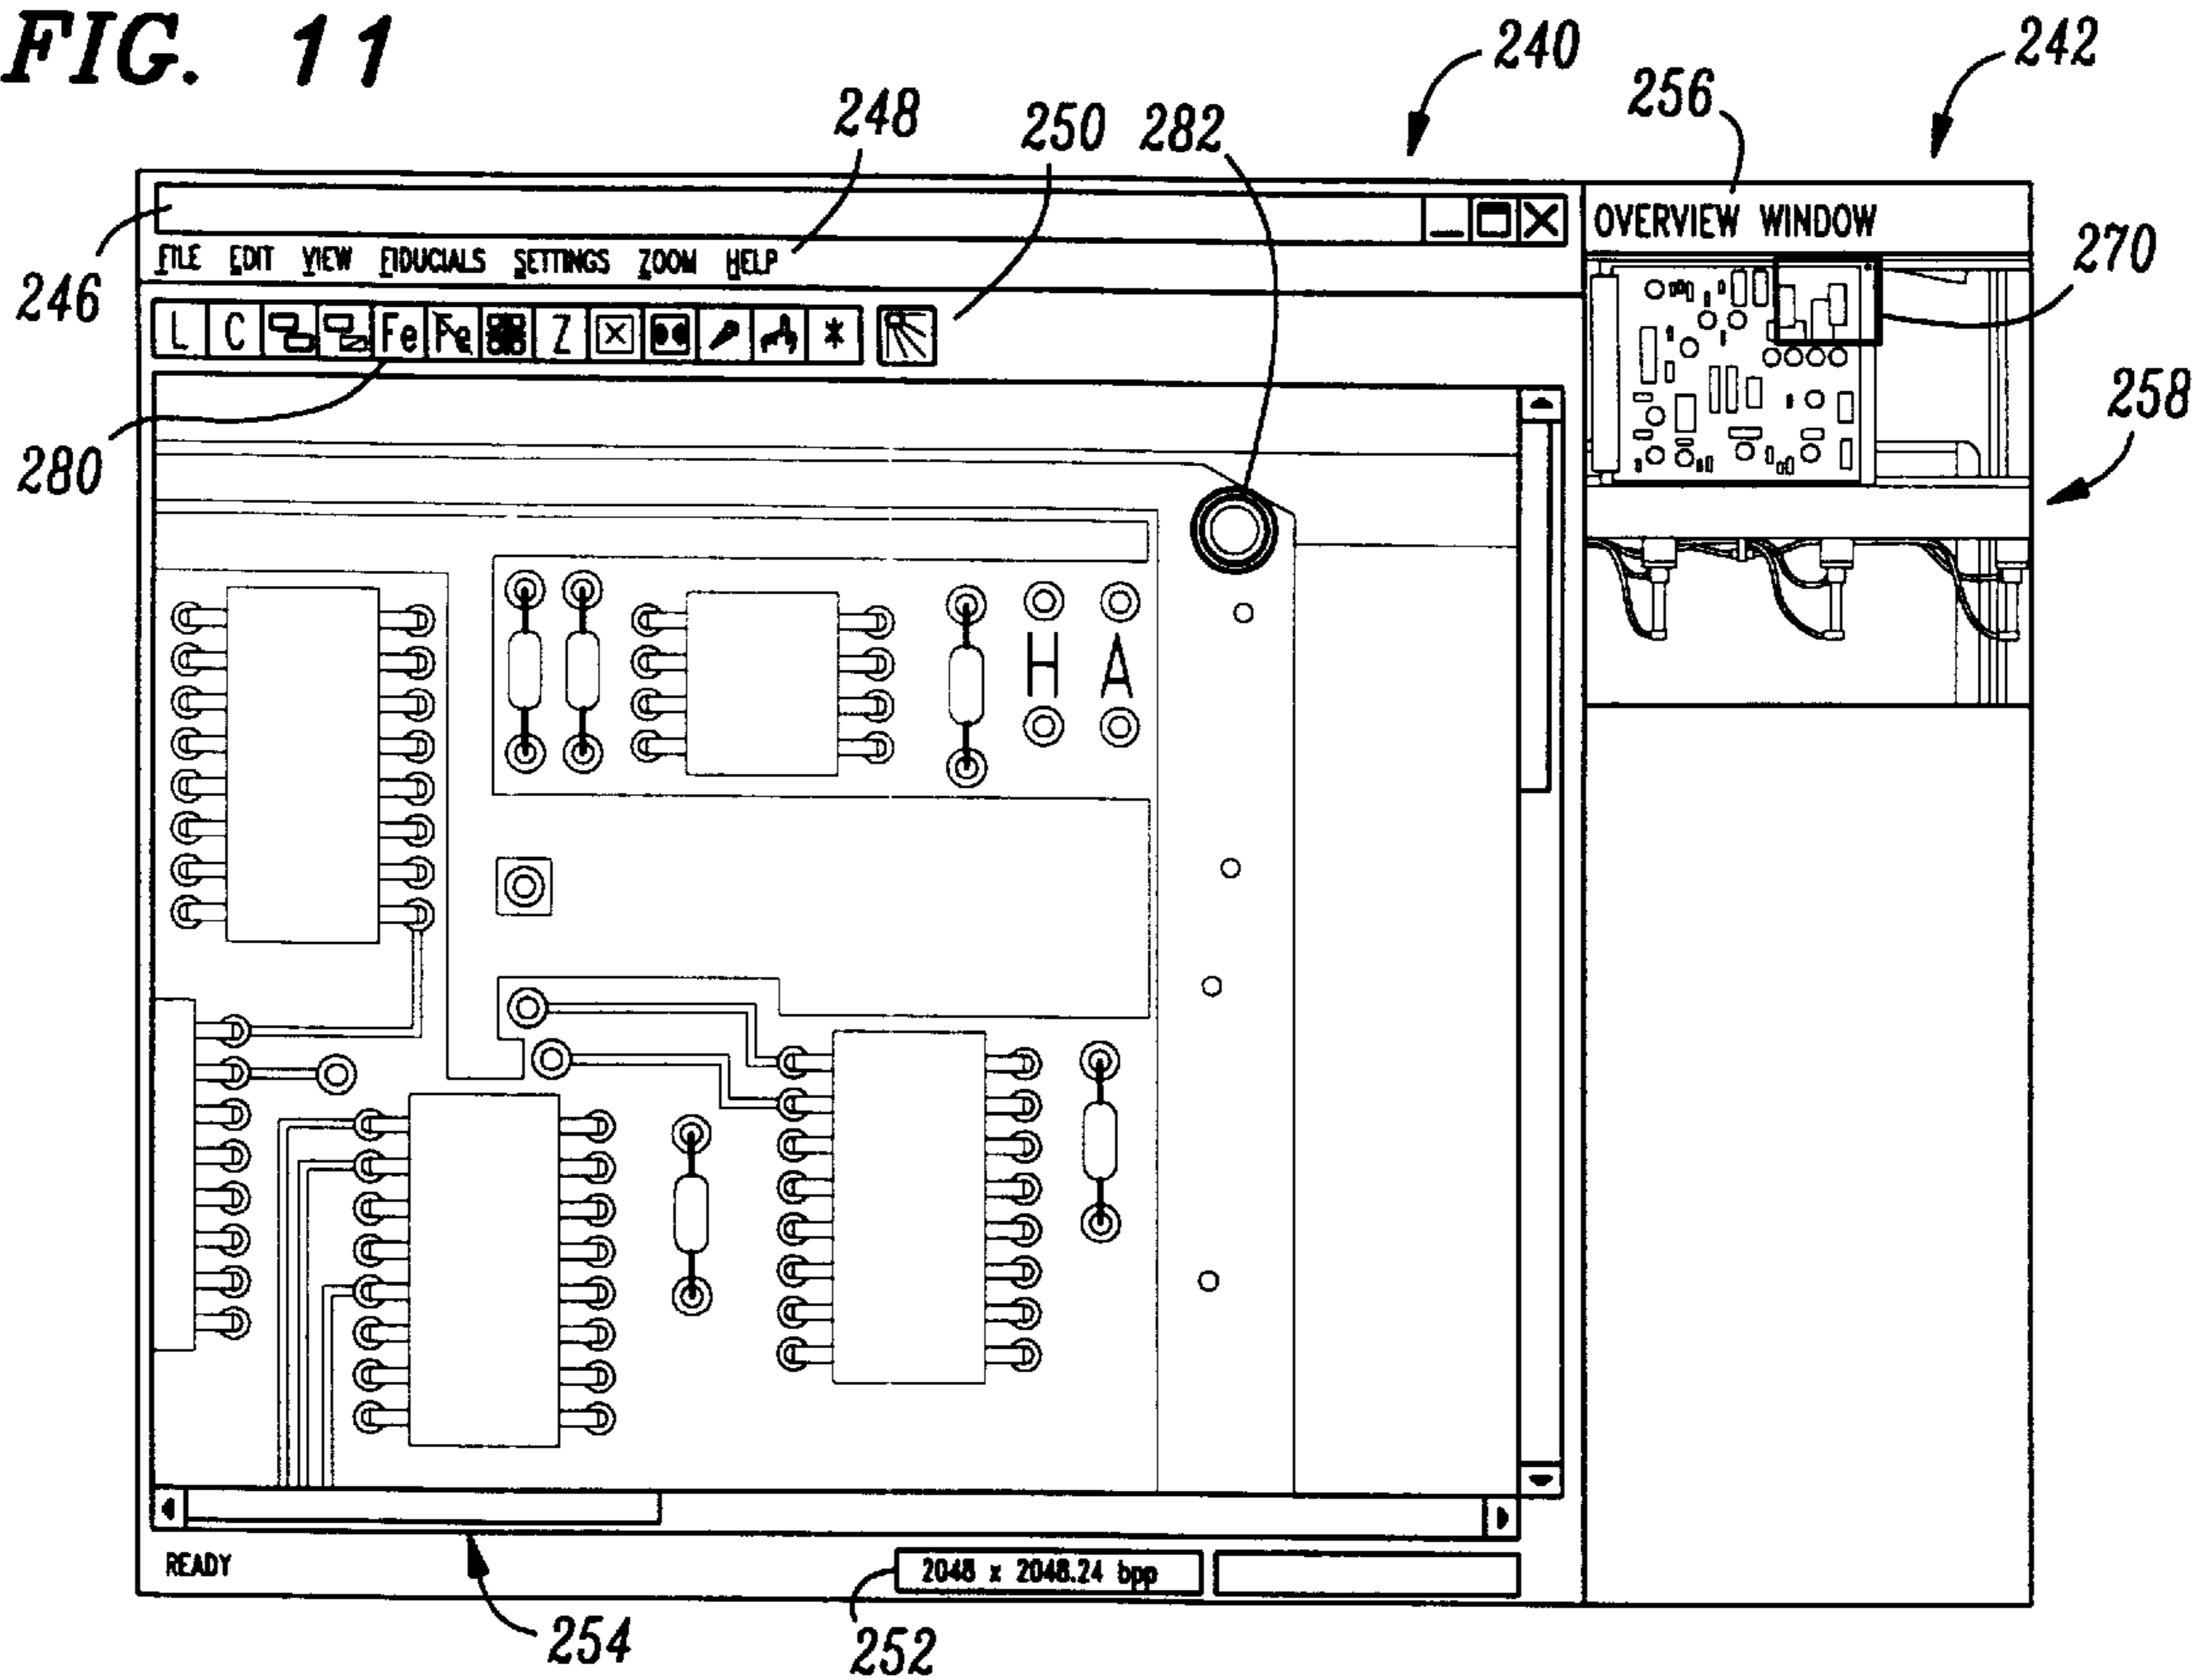 FIG. 11
240
242
256
248
250
282
246
OVERVIEW WINDOW
270
FILE EDIT VIEW FIDUCIALS SETTINGS ZOOM HELP
L C Fe Fe Z *
258
280
H A
READY
2048 x 2048.24 bpp
254
252